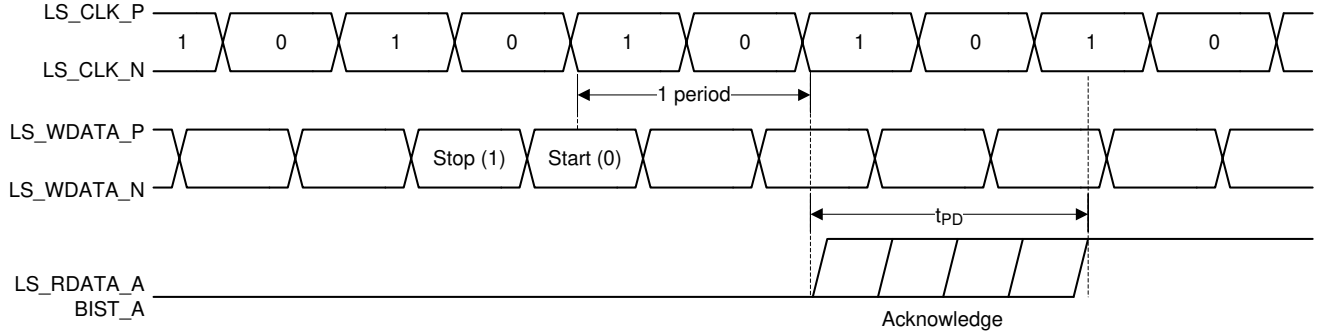 LS_CLK_P
1 0 1 0 1 0 1 0 1 0
LS_CLK_N
1 period
LS_WDATA_P
Stop (1) Start (0)
LS_WDATA_N
tPD
LS_RDATA_A
BIST_A
Acknowledge